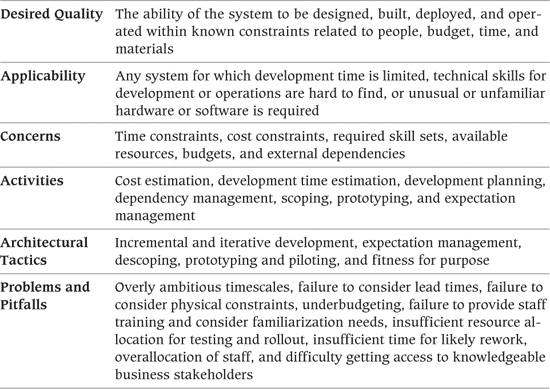 Desired Quality The ability of the system to be designed, built, deployed, and oper-
ated within known constraints related to people, budget, time, and
materials
Applicability Any system for which development time is limited, technical skills for
development or operations are hard to find, or unusual or unfamiliar
hardware or software is required
Concerns Time constraints, cost constraints, required skill sets, available
resources, budgets, and external dependencies
Activities Cost estimation, development time estimation, development planning,
dependency management, scoping, prototyping, and expectation
management
Architectural Incremental and iterative development, expectation management,
Tactics descoping, prototyping and piloting, and fitness for purpose
Problems and Overly ambitious timescales, failure to consider lead times, failure to
Pitfalls consider physical constraints, underbudgeting, failure to provide staff
training and consider familiarization needs, insufficient resource al-
location for testing and rollout, insufficient time for likely rework,
overallocation of staff, and difficulty getting access to knowledgeable
business stakeholders